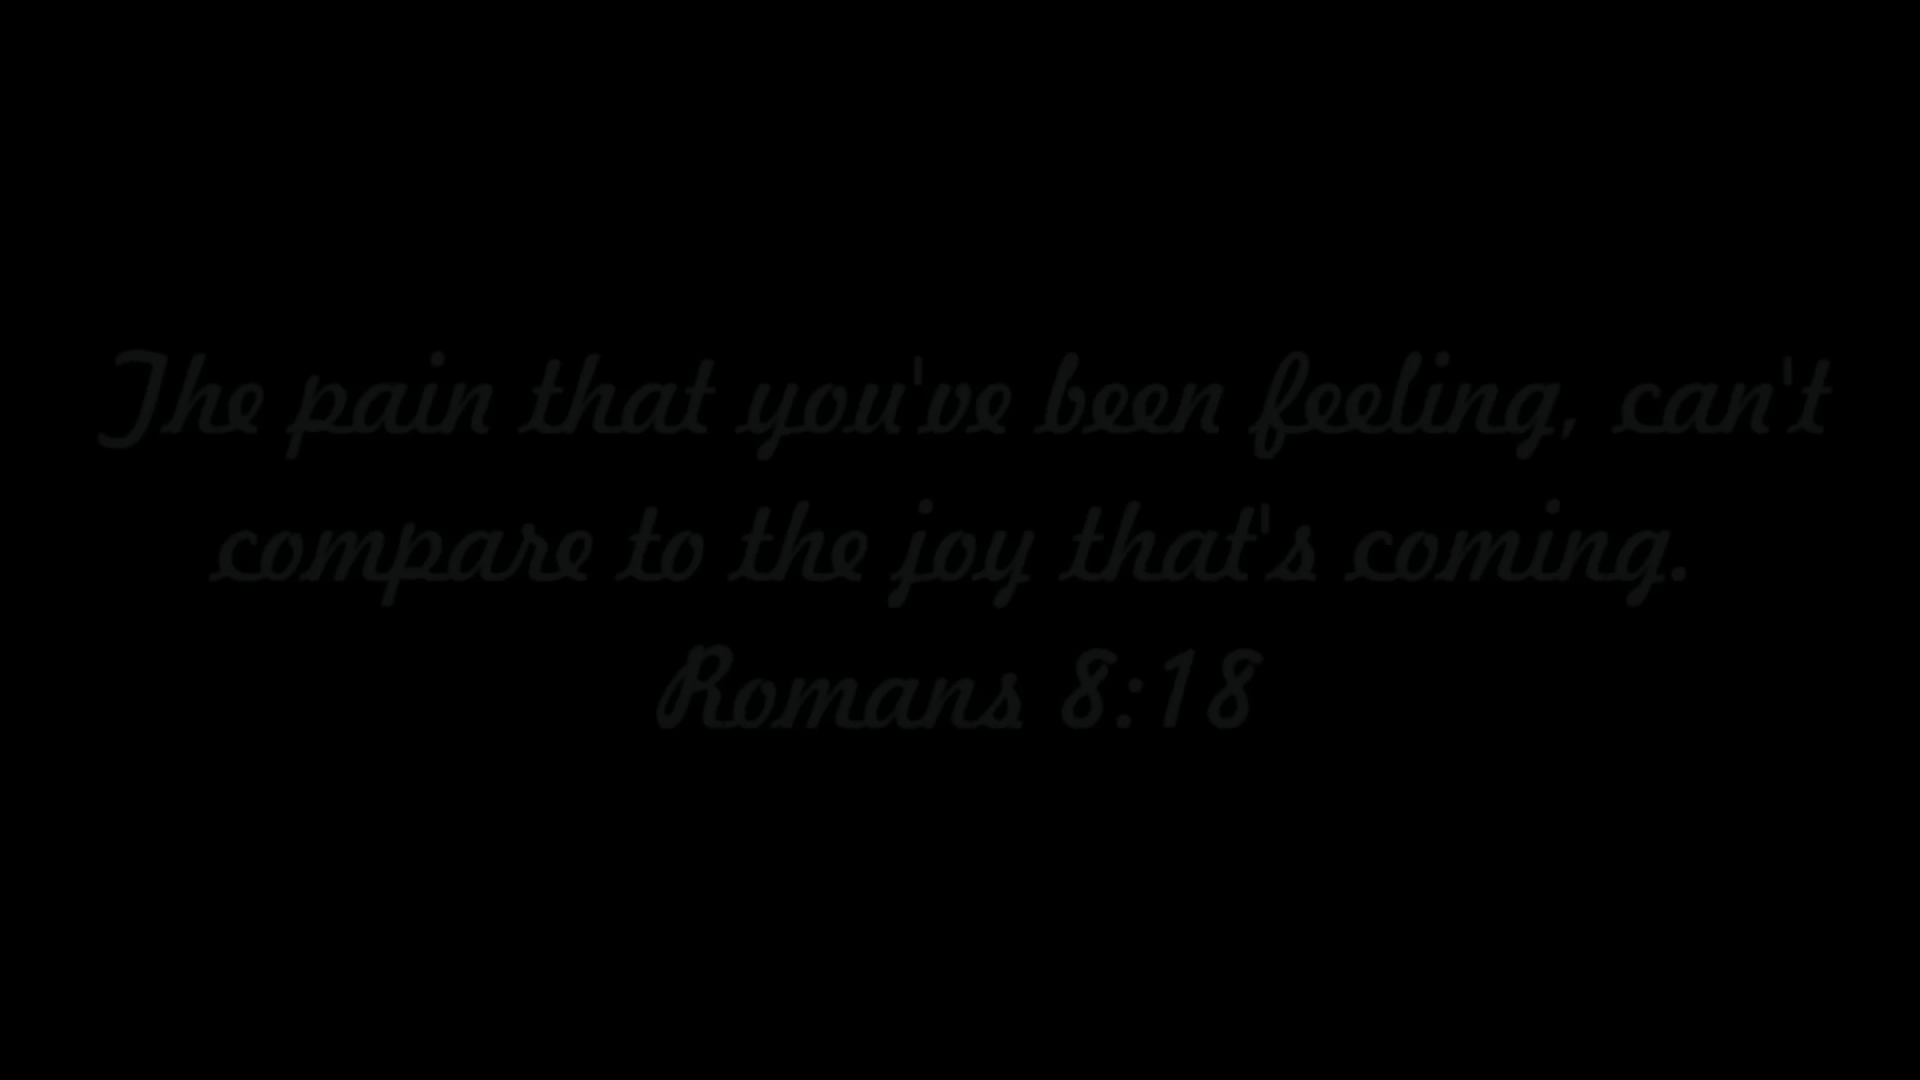 The pain that you've been feeling, can't
compare to the joy that's coming.
Romans 8:18